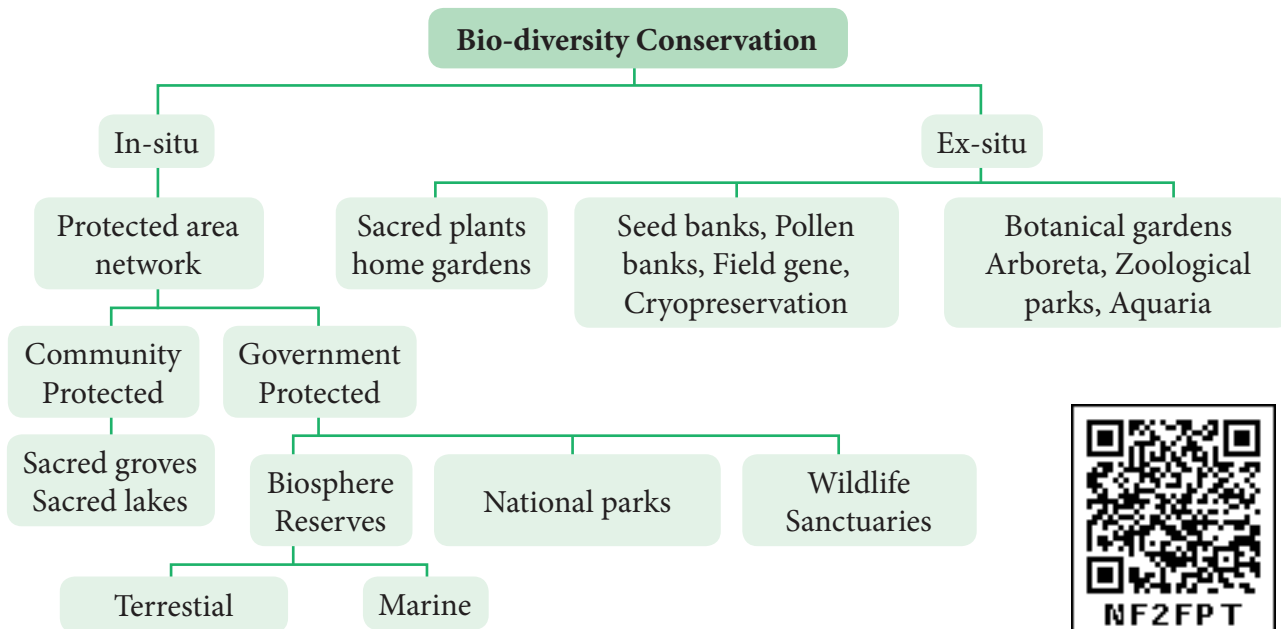 Bio-diversity Conservation
In-situ
Ex-situ
Protected area
network
Sacred plants
home gardens
Seed banks, Pollen
banks, Field gene,
Cryopreservation
Botanical gardens
Arboreta, Zoological
parks, Aquaria
Community
Protected
Government
Protected
Sacred groves
Sacred lakes
Biosphere
Reserves
National parks
Wildlife
Sanctuaries
Terrestial
Marine
NF2FPT